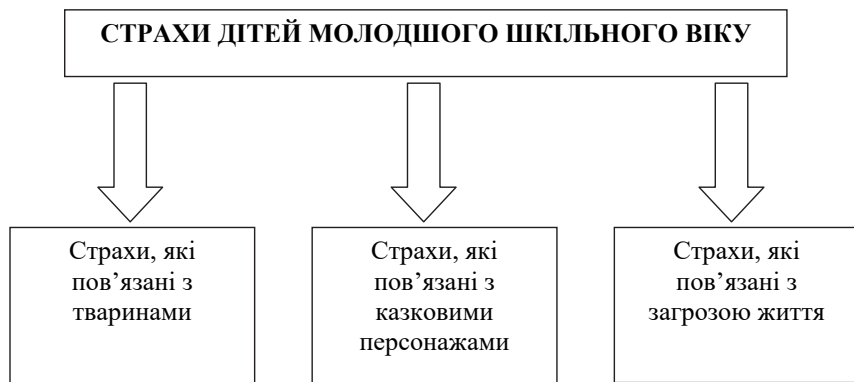 СТРАХИ ДІТЕЙ МОЛОДШОГО ШКІЛЬНОГО ВІКУ
Страхи, які
пов’язані з
тваринами
Страхи, які
пов’язані з
казковими
персонажами
Страхи, які
пов’язані з
загрозою життя